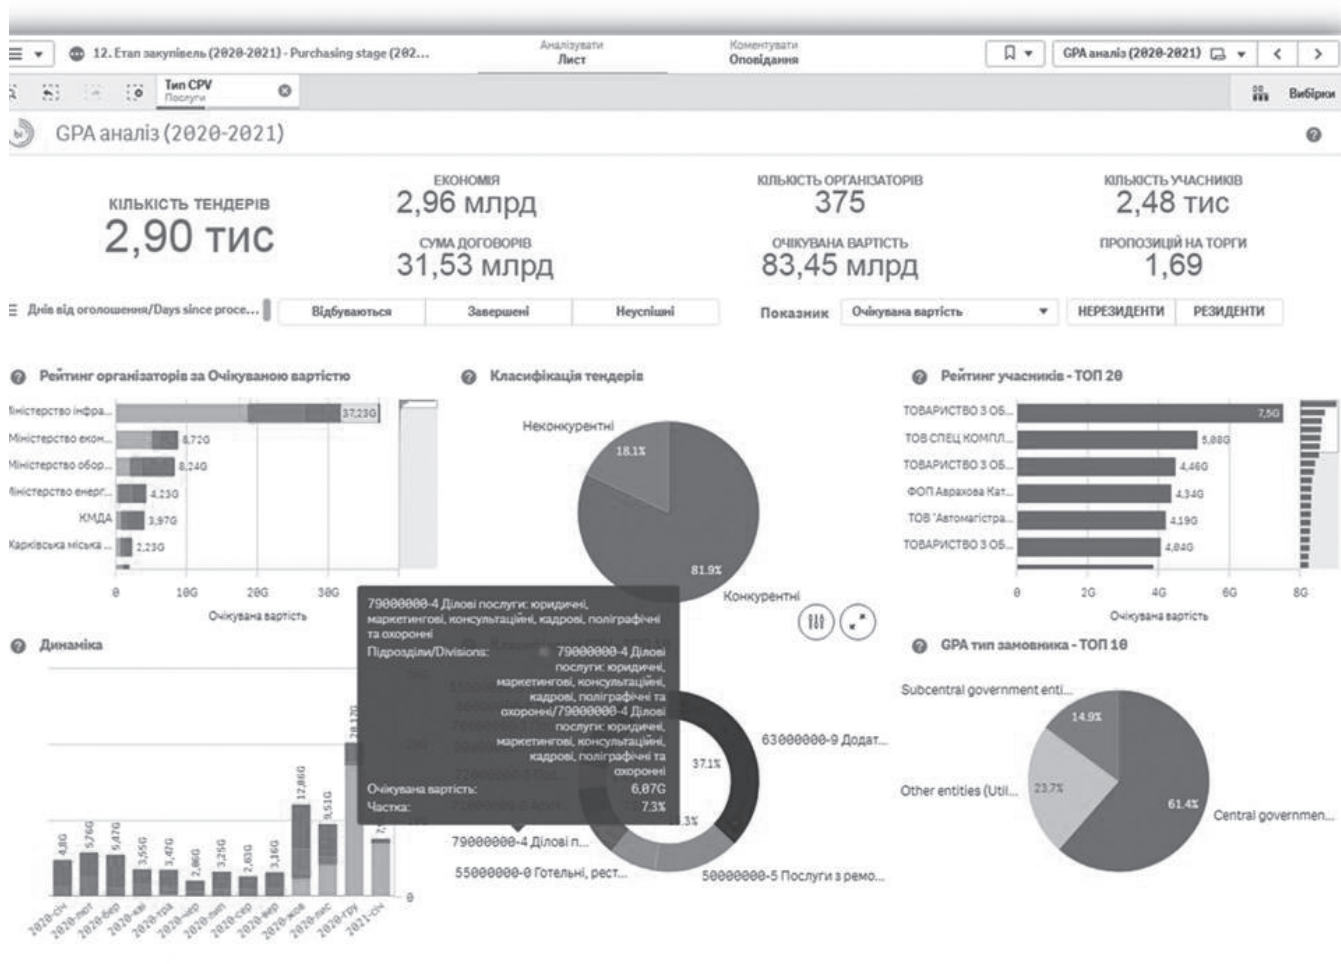 12. Етап закупівель (2020-2021) - Purchasing stage (202...
Аналізувати
Лист
Коментувати
Оповідання
GPA аналіз (2020-2021)
Тип CPV
Послуги
Вибірки
GPA аналіз (2020-2021)
КІЛЬКІСТЬ ТЕНДЕРІВ
2,90 тис
ЕКОНОМІЯ
2,96 млрд
СУМА ДОГОВОРІВ
31,53 млрд
КІЛЬКІСТЬ ОРГАНІЗАТОРІВ
375
ОЧІКУВАНА ВАРТІСТЬ
83,45 млрд
КІЛЬКІСТЬ УЧАСНИКІВ
2,48 тис
ПРОПОЗИЦІЙ НА ТОРГИ
1,69
Днів від оголошення/Days since proce...
Відбуваються
Завершені
Неуспішні
Показник
Очікувана вартість
НЕРЕЗИДЕНТИ
РЕЗИДЕНТИ
Рейтинг організаторів за Очікуваною вартістю
Міністерство інфра...
37,23G
Міністерство екон...
8,72G
Міністерство обор...
8,24G
Міністерство енерг...
4,23G
КМДА
3,97G
Харківська міська ...
2,23G
0 10G 20G 30G
Очікувана вартість
Класифікація тендерів
Неконкурентні
18.1%
81.9%
Конкурентні
Рейтинг учасників - ТОП 20
ТОВАРИСТВО З ОБ...
7,5G
ТОВ СПЕЦ КОМПЛ...
5,08G
ТОВАРИСТВО З ОБ...
4,46G
ФОП Аврахова Кат...
4,34G
ТОВ "Автомагістра...
4,19G
ТОВАРИСТВО З ОБ...
4,04G
0 2G 4G 6G 8G
Очікувана вартість
Динаміка
4,8G
5,76G
5,47G
3,55G
3,47G
2,06G
3,25G
2,63G
3,16G
12,06G
9,51G
28,17G
0
2020-січ
2020-лют
2020-бер
2020-кві
2020-тра
2020-чер
2020-лип
2020-сер
2020-вер
2020-жов
2020-лис
2020-гру
2021-січ
79000000-4 Ділові послуги: юридичні,
маркетингові, консультаційні, кадрові, поліграфічні
та охоронні
Підрозділи/Divisions: 79000000-4 Ділові
послуги: юридичні,
маркетингові, консультаційні,
кадрові, поліграфічні та
охоронні/79000000-4 Ділові
послуги: юридичні,
маркетингові, консультаційні,
кадрові, поліграфічні та
охоронні
Очікувана вартість: 6,07G
Частка: 7.3%
37.1%
63000000-9 Додат...
79000000-4 Ділові п...
55000000-0 Готельні, рест...
50000000-5 Послуги з ремо...
GPA тип замовника - ТОП 10
Subcentral government enti...
14.9%
Other entities (Util...
23.7%
61.4%
Central governmen...